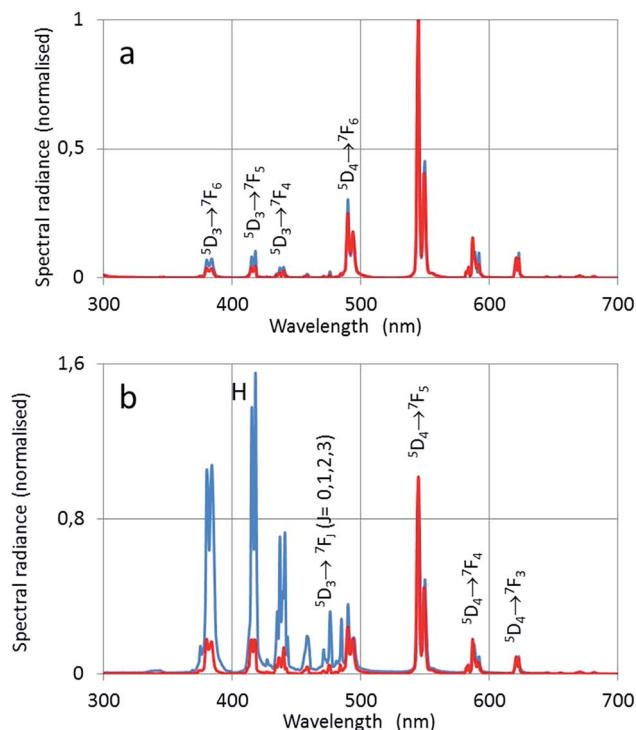 1
a
Spectral radiance (normalised)
0,5
0
⁵D₃→⁷F₆
⁵D₃→⁷F₅
⁵D₃→⁷F₄
⁵D₄→⁷F₆
300 400 500 600 700
Wavelength (nm)
1,6
b
H
Spectral radiance (normalised)
0,8
0
⁵D₃→ ⁷F_J (J= 0,1,2,3)
⁵D₄→⁷F₅
⁵D₄→⁷F₄
⁵D₄→⁷F₃
300 400 500 600 700
Wavelength (nm)